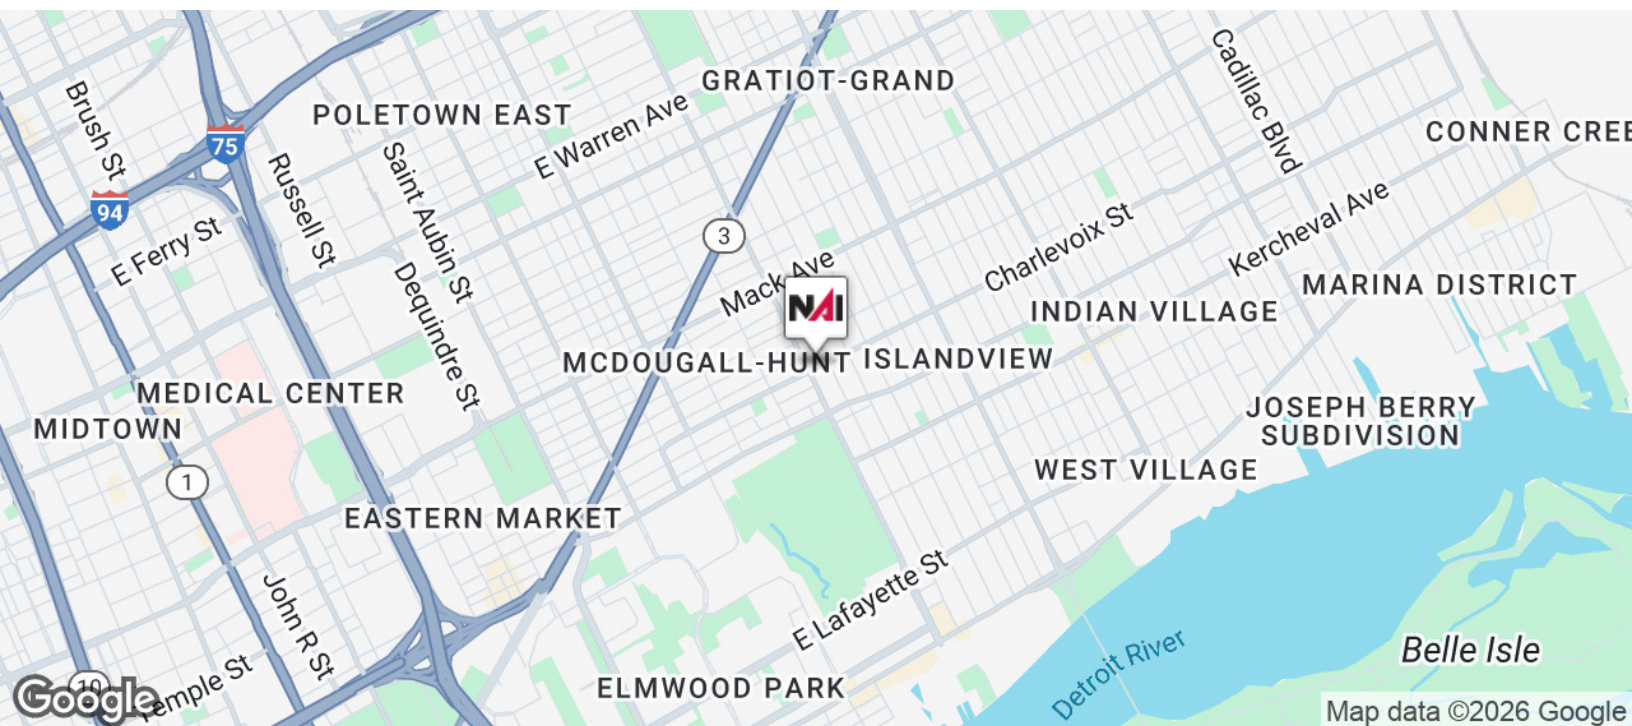 GRATIOT-GRAND
POLETOWN EAST
Cadillac Blvd
CONNER CREE
Brush St
75
E Warren Ave
Saint Aubin St
Russell St
94
E Ferry St
3
Charlevoix St
Kercheval Ave
Mack Ave
Dequindre St
NAI
INDIAN VILLAGE
MARINA DISTRICT
MCDOUGALL-HUNT
ISLANDVIEW
MEDICAL CENTER
MIDTOWN
JOSEPH BERRY
SUBDIVISION
WEST VILLAGE
1
EASTERN MARKET
E Lafayette St
John R St
Temple St
10
Detroit River
Belle Isle
ELMWOOD PARK
Google
Map data ©2026 Google